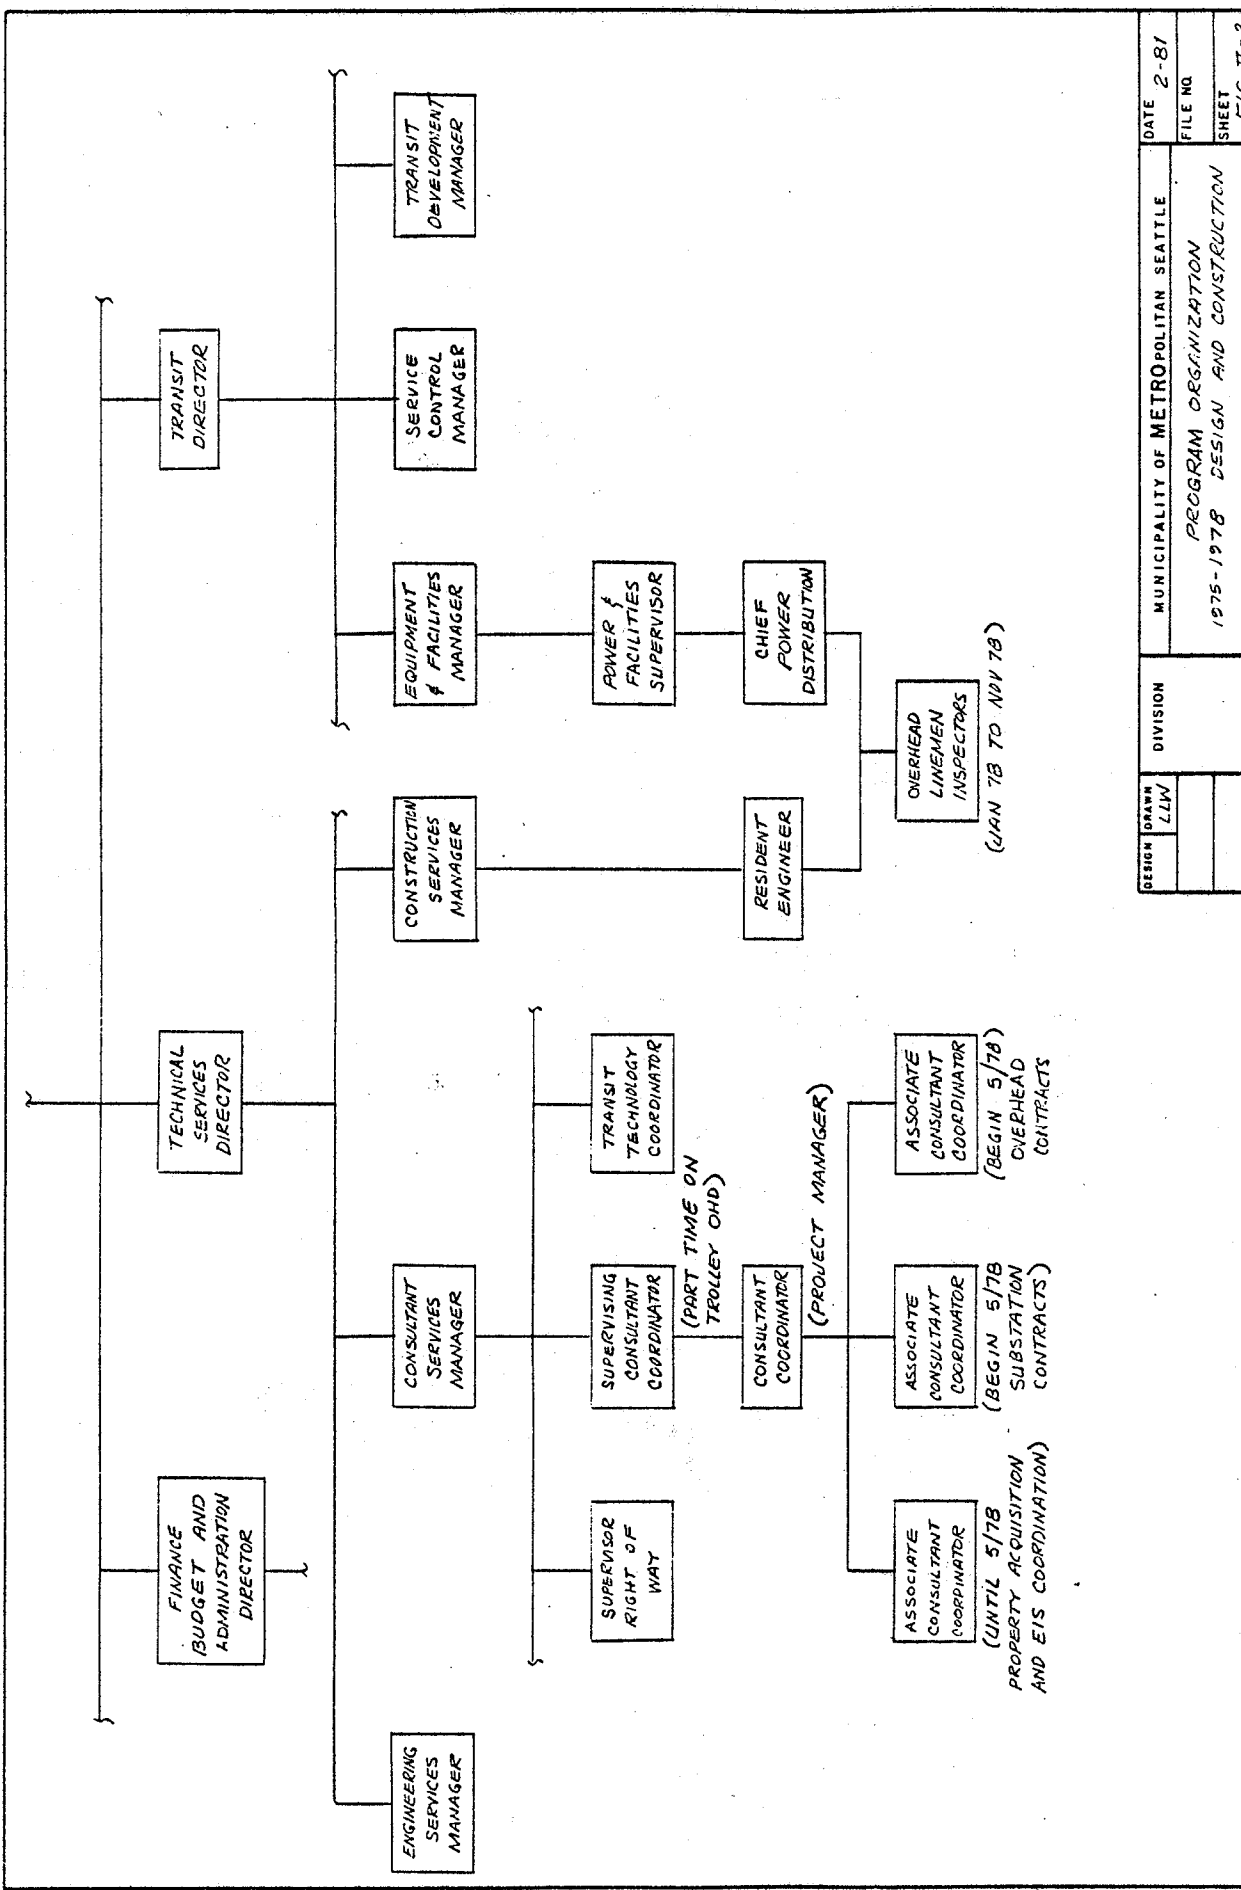 FINANCE
BUDGET AND
ADMINISTRATION
DIRECTOR
TECHNICAL
SERVICES
DIRECTOR
TRANSIT
DIRECTOR
ENGINEERING
SERVICES
MANAGER
CONSULTANT
SERVICES
MANAGER
CONSTRUCTION
SERVICES
MANAGER
EQUIPMENT
& FACILITIES
MANAGER
SERVICE
CONTROL
MANAGER
TRANSIT
DEVELOPMENT
MANAGER
SUPERVISOR
RIGHT OF
WAY
SUPERVISING
CONSULTANT
COORDINATOR
(PART TIME ON
TROLLEY OHD)
TRANSIT
TECHNOLOGY
COORDINATOR
POWER &
FACILITIES
SUPERVISOR
CONSULTANT
COORDINATOR
(PROJECT MANAGER)
RESIDENT
ENGINEER
CHIEF
POWER
DISTRIBUTION
ASSOCIATE
CONSULTANT
COORDINATOR
(UNTIL 5/78
PROPERTY ACQUISITION
AND EIS COORDINATION)
ASSOCIATE
CONSULTANT
COORDINATOR
(BEGIN 5/78
SUBSTATION
CONTRACTS)
ASSOCIATE
CONSULTANT
COORDINATOR
(BEGIN 5/78)
OVERHEAD
CONTRACTS
OVERHEAD
LINEMEN
INSPECTORS
(JAN 78 TO NOV 78)
DESIGN
DRAWN
LLW
DIVISION
MUNICIPALITY OF METROPOLITAN SEATTLE
PROGRAM ORGANIZATION
1975-1978 DESIGN AND CONSTRUCTION
DATE 2-81
FILE NO.
SHEET